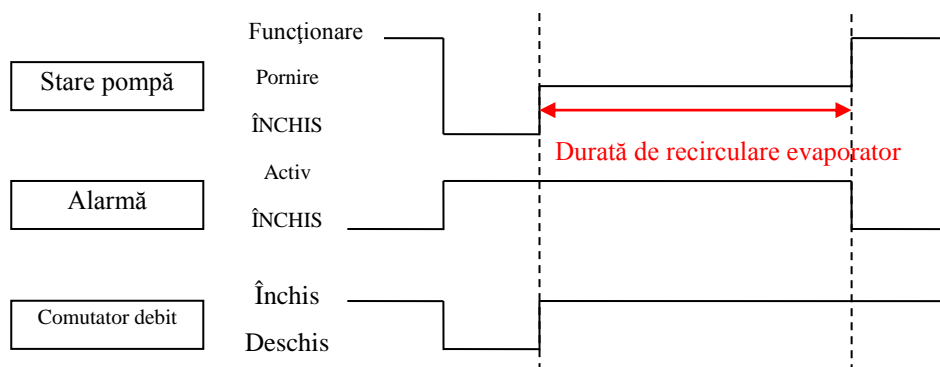 Funcţionare
Stare pompă
Pornire
ÎNCHIS
Durată de recirculare evaporator
Activ
Alarmă
ÎNCHIS
Închis
Comutator debit
Deschis